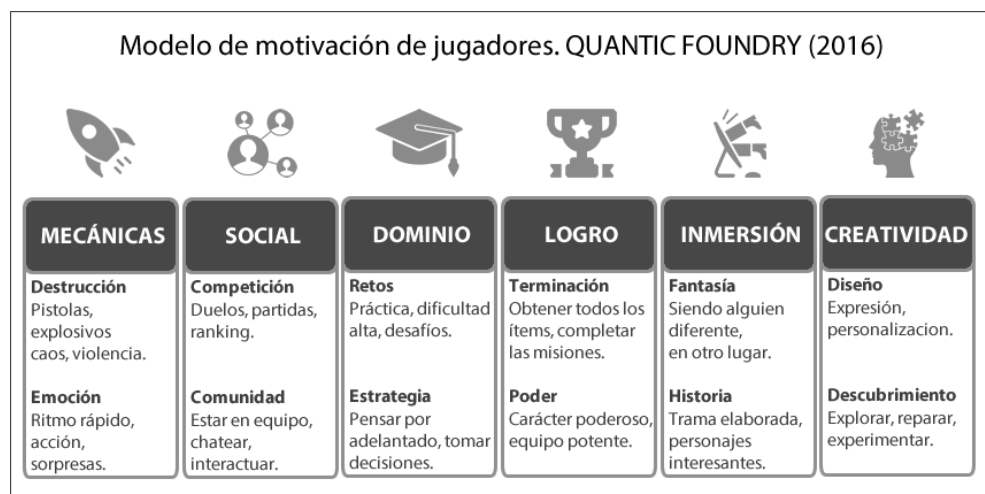 Modelo de motivación de jugadores. QUANTIC FOUNDRY (2016)
MECÁNICAS
Destrucción
Pistolas,
explosivos
caos, violencia.
Emoción
Ritmo rápido,
acción,
sorpresas.
SOCIAL
Competición
Duelos, partidas,
ranking.
Comunidad
Estar en equipo,
chatear,
interactuar.
DOMINIO
Retos
Práctica, dificultad
alta, desafíos.
Estrategia
Pensar por
adelantado, tomar
decisiones.
LOGRO
Terminación
Obtener todos los
ítems, completar
las misiones.
Poder
Carácter poderoso,
equipo potente.
INMERSIÓN
Fantasía
Siendo alguien
diferente,
en otro lugar.
Historia
Trama elaborada,
personajes
interesantes.
CREATIVIDAD
Diseño
Expresión,
personalizacion.
Descubrimiento
Explorar, reparar,
experimentar.